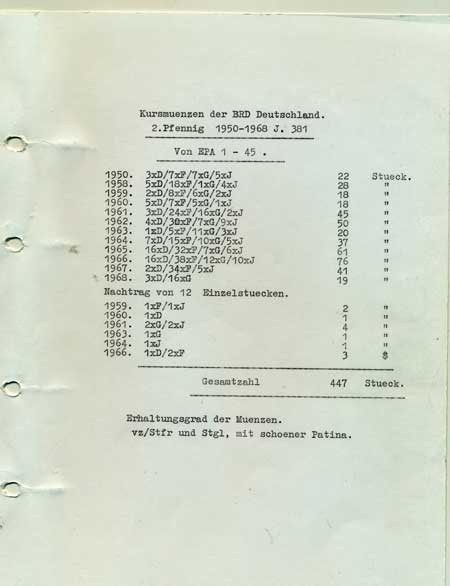 Kursmuenzen der BRD Deutschland.
2.Pfennig 1950-1968 J. 381
Von EPA 1 - 45 .
1950. 3xD/7xF/7xG/5xJ 22 Stueck.
1958. 5xD/18xF/1xG/4xJ 28 "
1959. 2xD/8xF/6xG/2xJ 18 "
1960. 5xD/7xF/5xG/1xJ 18 "
1961. 3xD/24xF/16xG/2xJ 45 "
1962. 4xD/30xF/7xG/9xJ 50 "
1963. 1xD/5xF/11xG/3xJ 20 "
1964. 7xD/15xF/10xG/5xJ 37 "
1965. 16xD/32xF/7xG/6xJ 61 "
1966. 16xD/38xF/12xG/10xJ 76 "
1967. 2xD/34xF/5xJ 41 "
1968. 3xD/16xG 19 "
Nachtrag von 12 Einzelstuecken.
1959. 1xF/1xJ 2 "
1960. 1xD 1 "
1961. 2xG/2xJ 4 "
1963. 1xG 1 "
1964. 1xJ 1 "
1966. 1xD/2xF 3
Gesamtzahl 447 Stueck.
Erhaltungsgrad der Muenzen.
vz/Stfr und Stgl, mit schoener Patina.